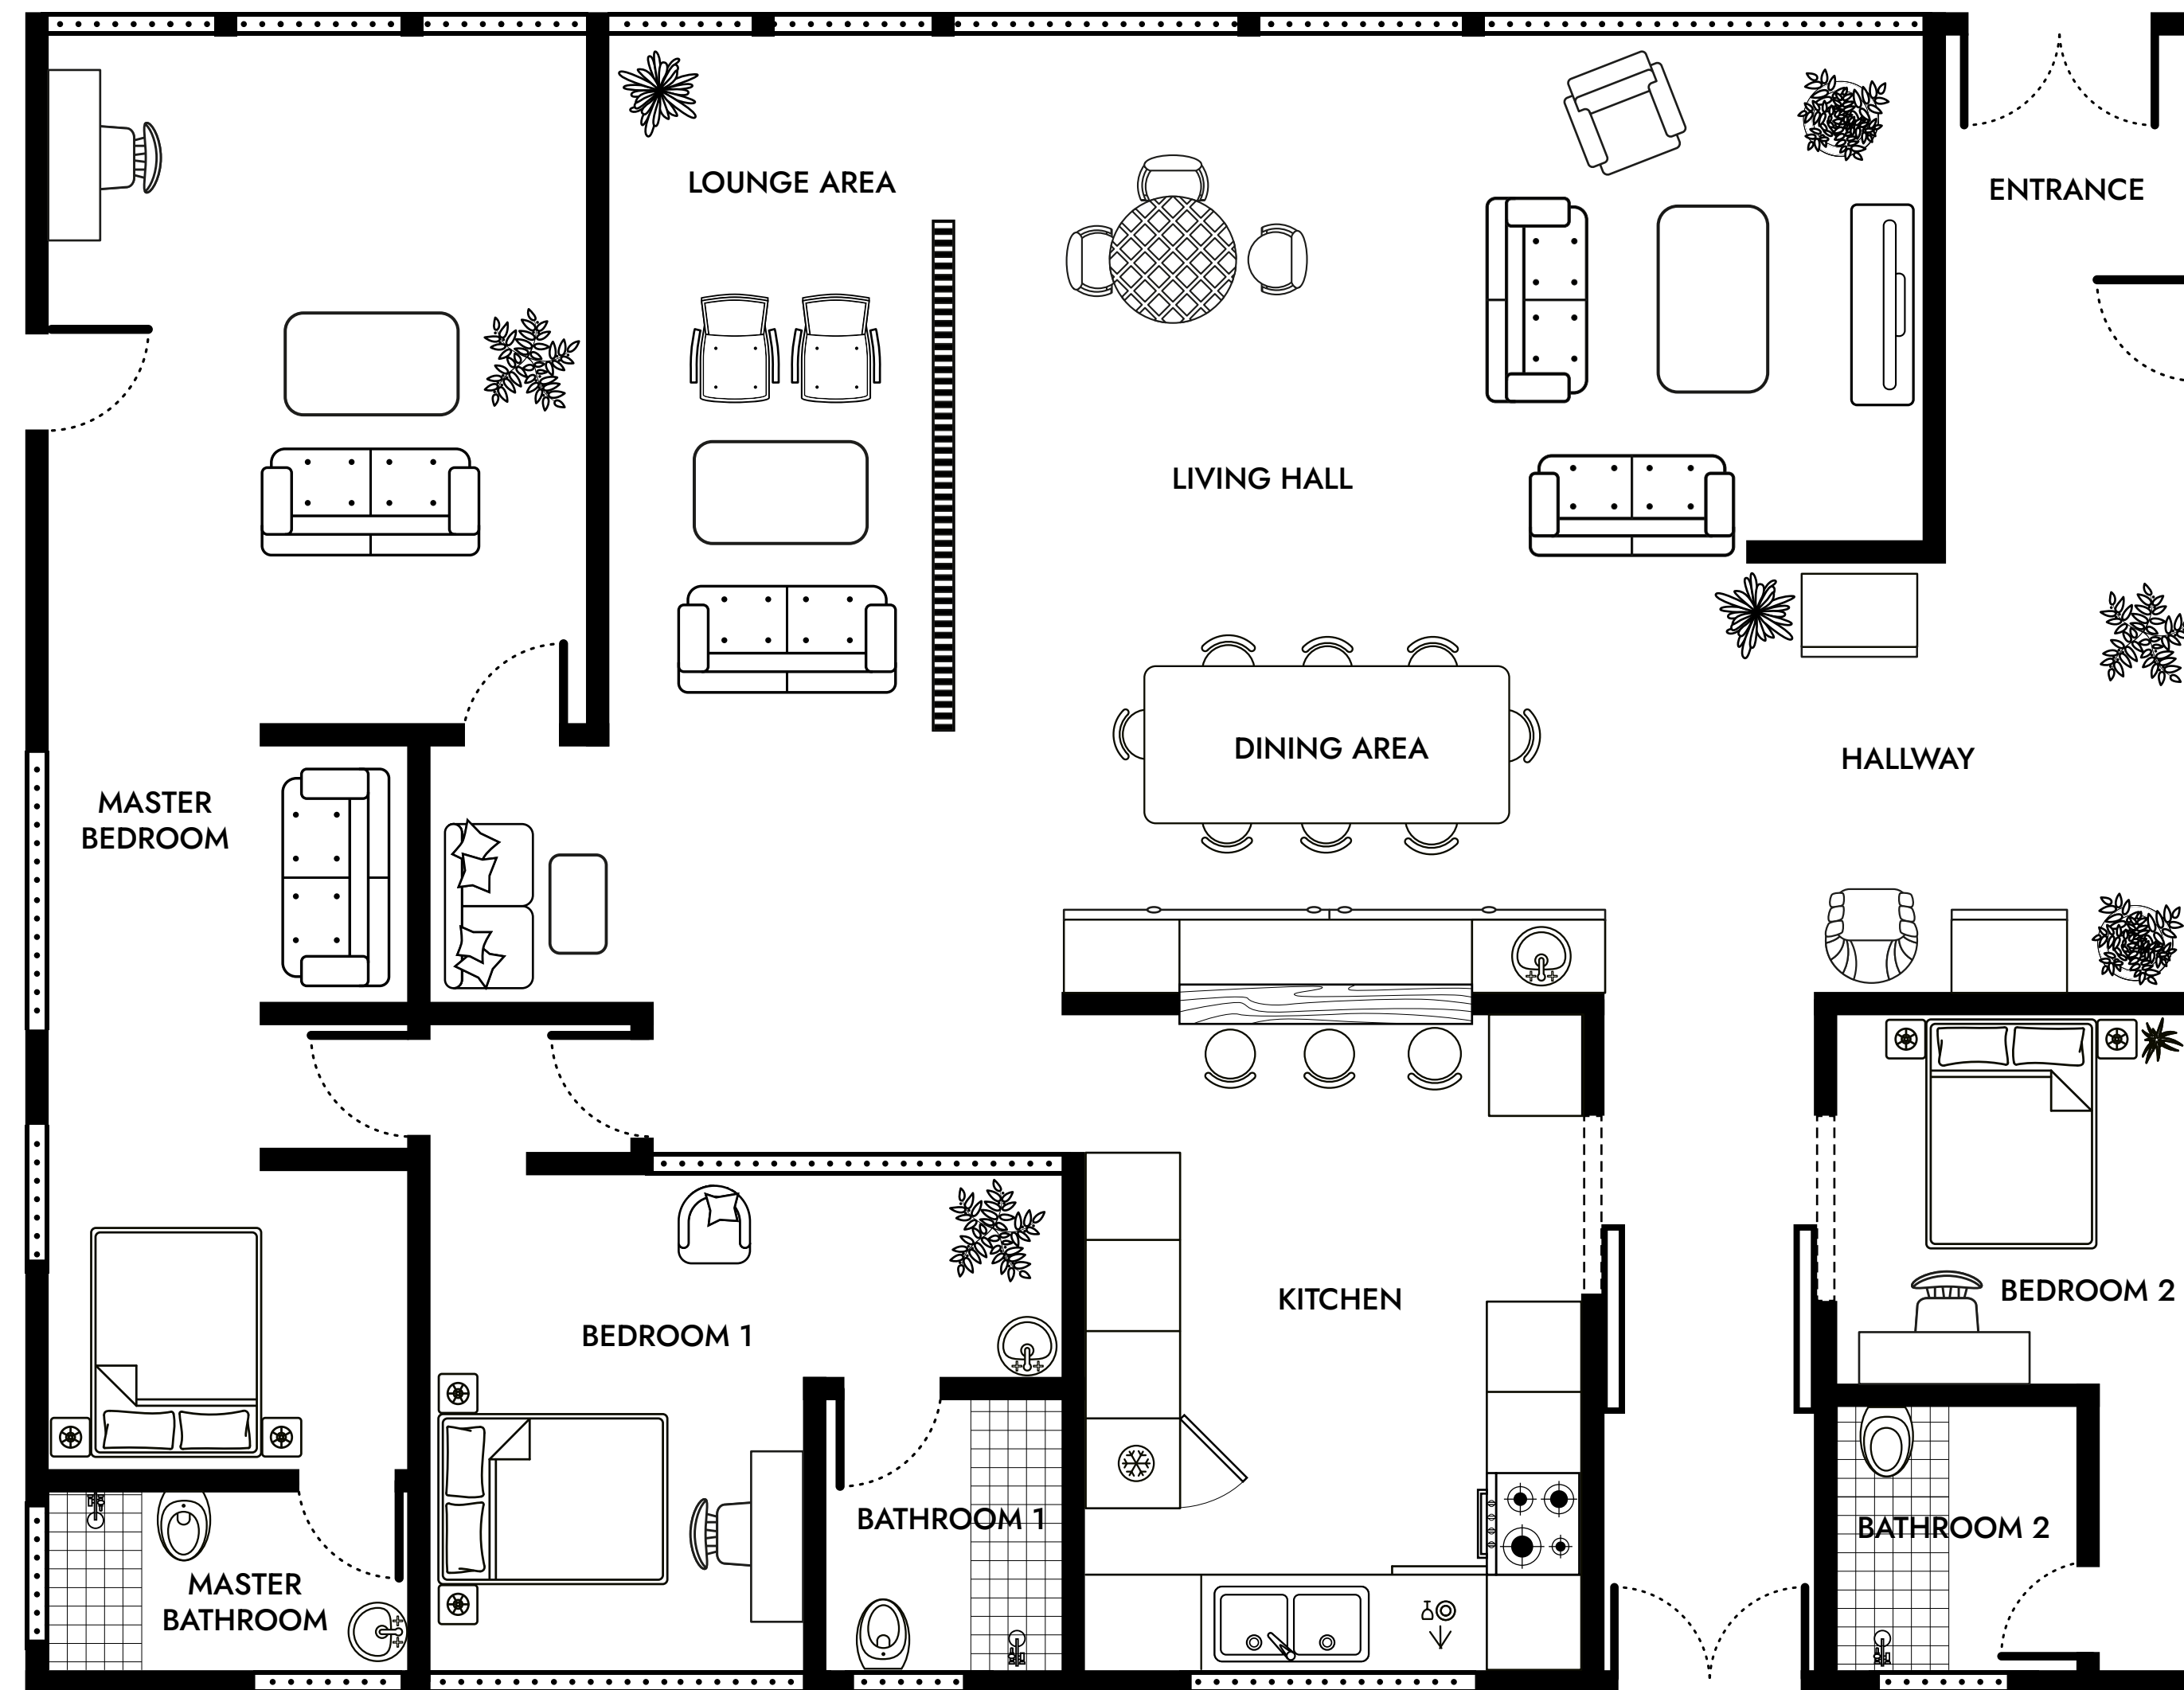 LOUNGE AREA
ENTRANCE
LIVING HALL
DINING AREA
HALLWAY
MASTER
BEDROOM
BEDROOM 2
KITCHEN
BEDROOM 1
BATHROOM 1
BATHROOM 2
MASTER
BATHROOM